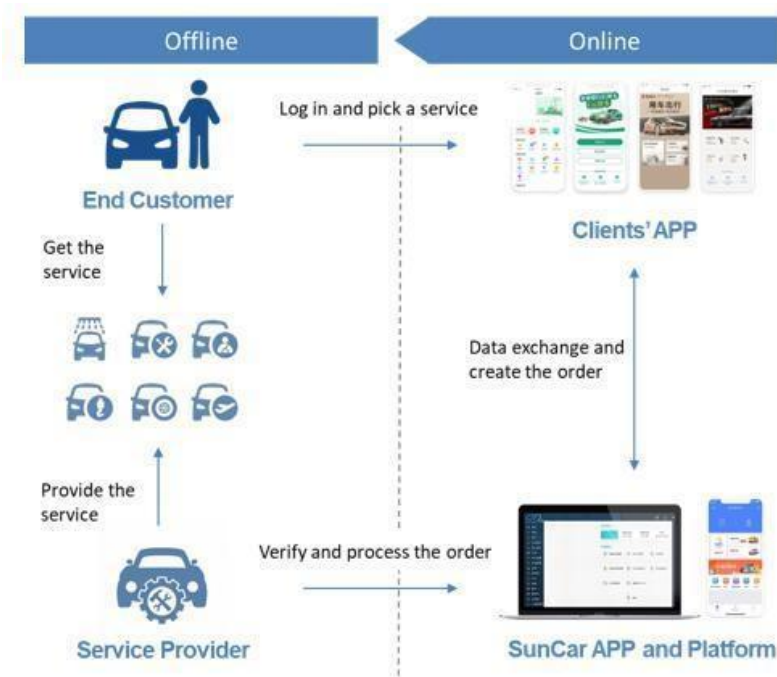 Offline
Online
Log in and pick a service
End Customer
Clients' APP
Get the
service
Data exchange and
create the order
Provide the
service
Verify and process the order
Service Provider
SunCar APP and Platform